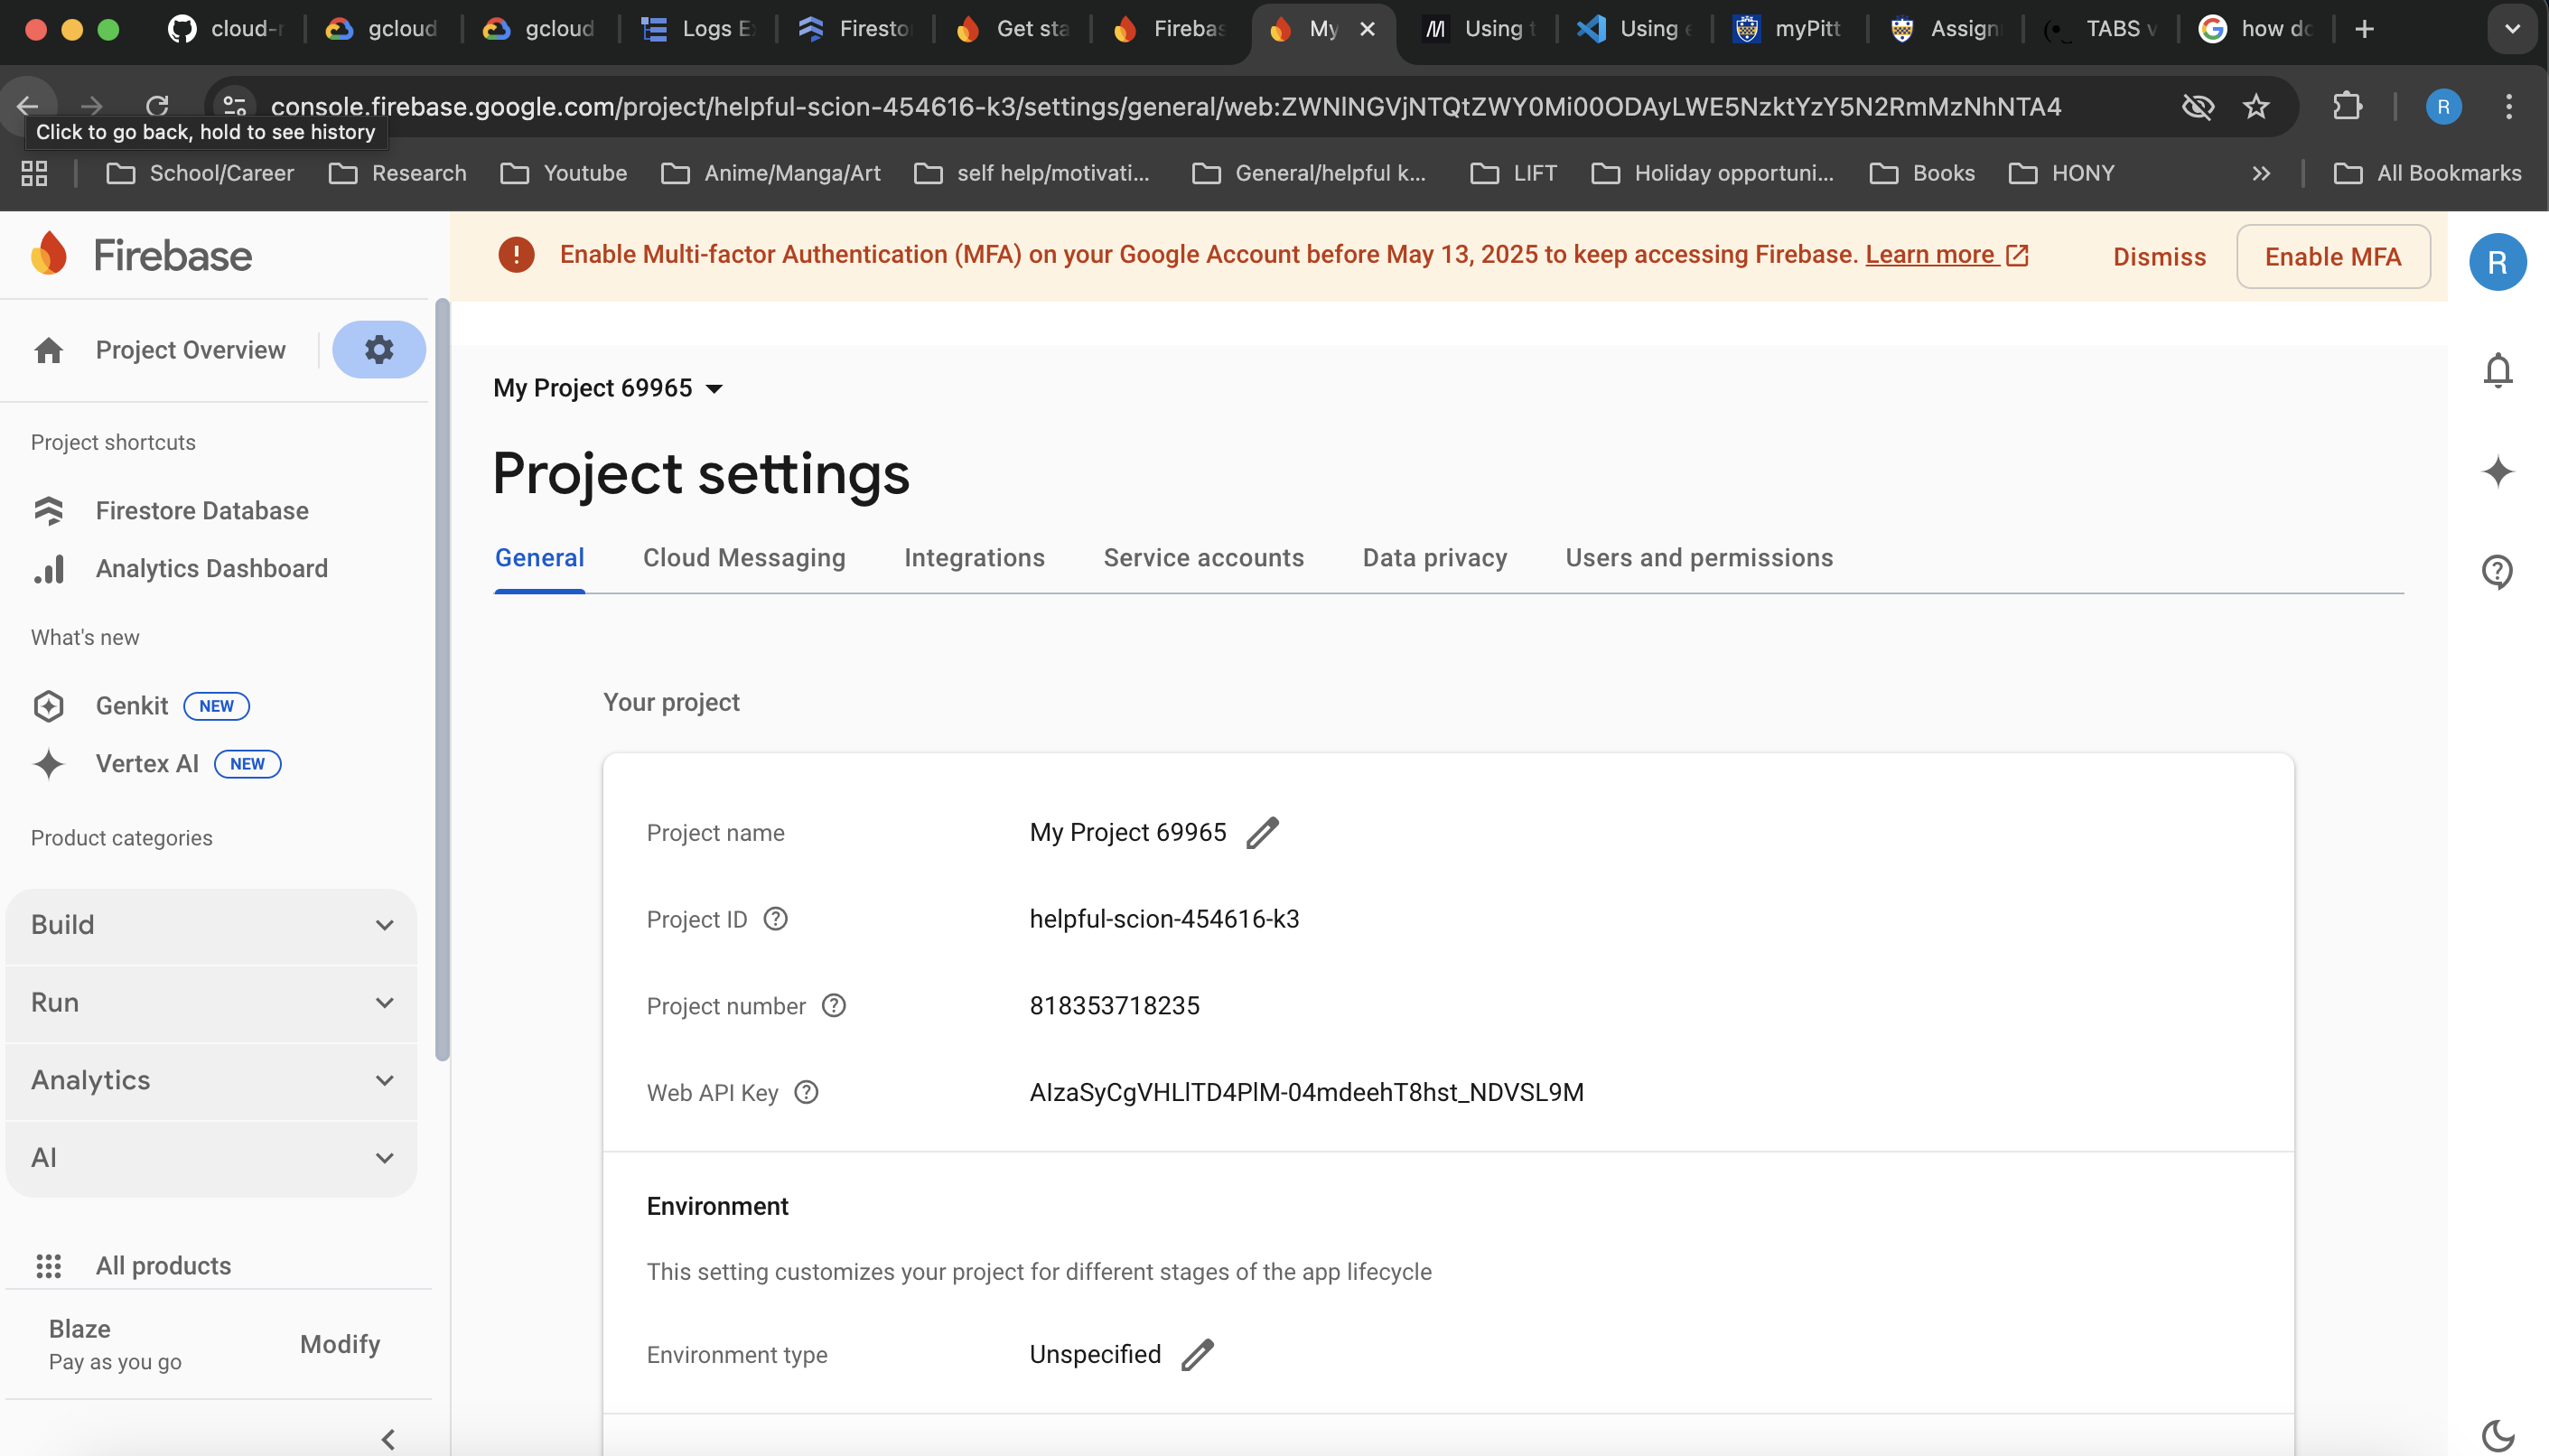 cloud-r
gcloud
gcloud
Logs Ex
Firesto
Get sta
Firebas
My
Using t
Using e
myPitt
Assign
TABS v
how do
console.firebase.google.com/project/helpful-scion-454616-k3/settings/general/web:ZWNlNGVjNTQtZWY0Mi00ODAyLWE5NzktYzY5N2RmMzNhNTA4
R
Click to go back, hold to see history
School/Career
Research
Youtube
Anime/Manga/Art
self help/motivati...
General/helpful k...
LIFT
Holiday opportuni...
Books
HONY
All Bookmarks
Firebase
Enable Multi-factor Authentication (MFA) on your Google Account before May 13, 2025 to keep accessing Firebase. Learn more
Dismiss
Enable MFA
R
Project Overview
Project shortcuts
Firestore Database
Analytics Dashboard
What's new
Genkit NEW
Vertex AI NEW
Product categories
Build
Run
Analytics
AI
All products
Blaze
Pay as you go
Modify
My Project 69965
Project settings
General
Cloud Messaging
Integrations
Service accounts
Data privacy
Users and permissions
Your project
Project name My Project 69965
Project ID helpful-scion-454616-k3
Project number 818353718235
Web API Key AIzaSyCgVHLlTD4PlM-04mdeehT8hst_NDVSL9M
Environment
This setting customizes your project for different stages of the app lifecycle
Environment type Unspecified